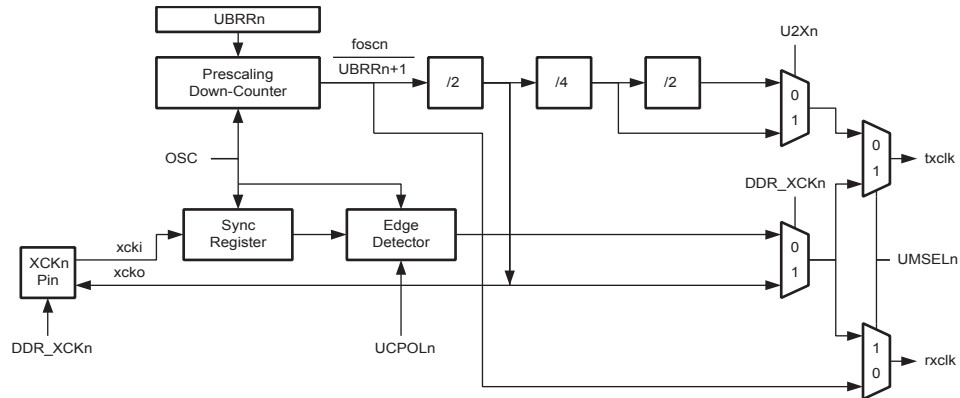 UBRRn
Prescaling
Down-Counter
foscn
UBRRn+1
/2
/4
/2
U2Xn
0
1
0
1
txclk
OSC
DDR_XCKn
Sync
Register
Edge
Detector
0
1
UMSELn
xcki
xcko
XCKn
Pin
DDR_XCKn
UCPOLn
1
0
rxclk